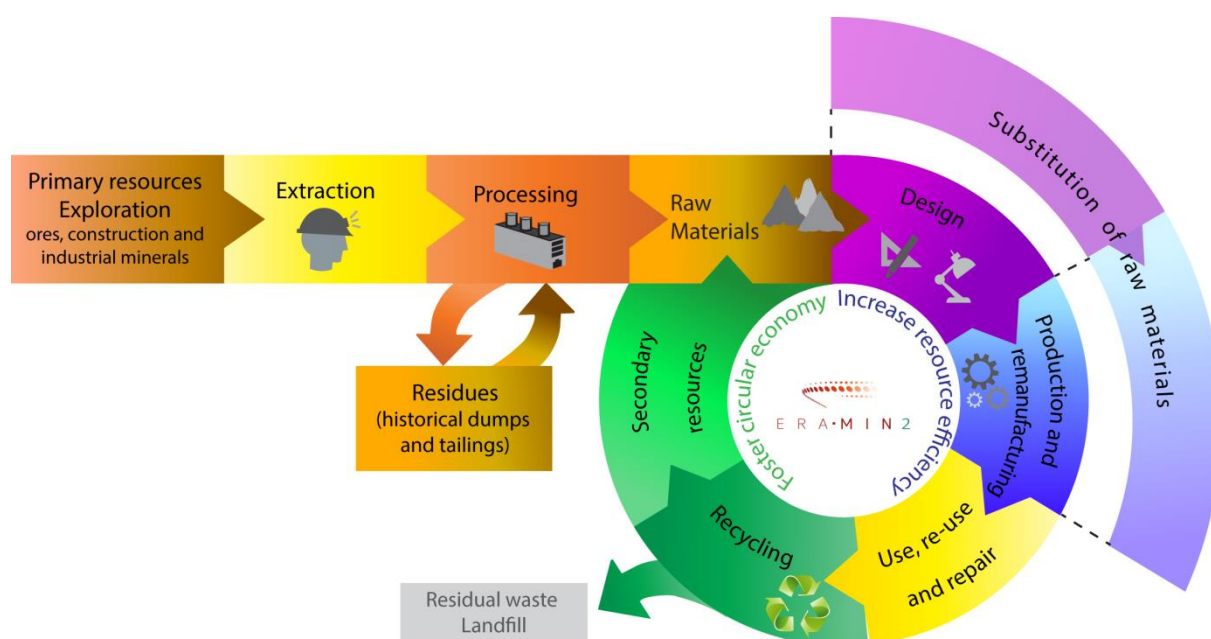 Primary resources
Exploration
ores, construction and
industrial minerals
Extraction
Processing
Raw
Materials
Design
Substitution of raw materials
Production and
remanufacturing
Use, re-use
and repair
Recycling
Secondary
resources
Foster circular economy
Increase resource efficiency
ERA·MIN2
Residues
(historical dumps
and tailings)
Residual waste
Landfill